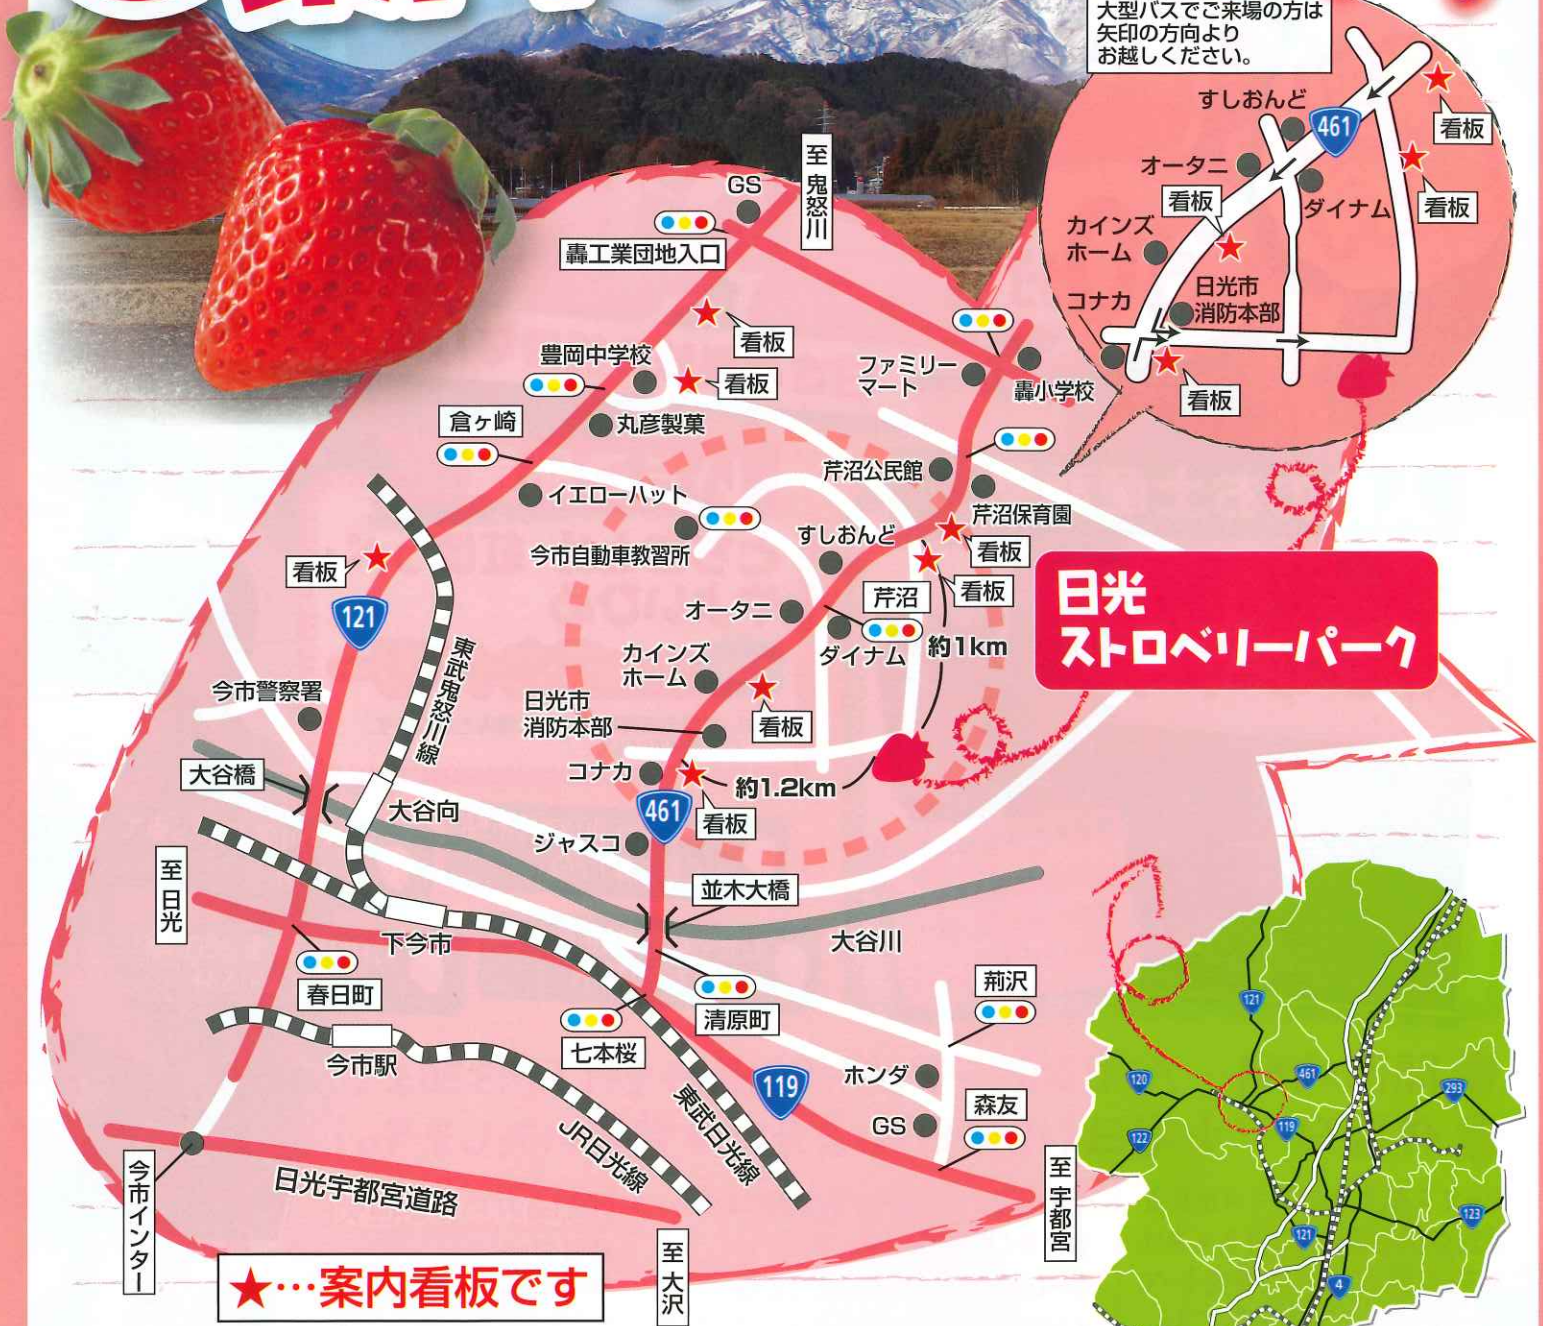 大型バスでご来場の方は
矢印の方向より
お越しください。
すしおんど
461
看板
オータニ
看板
ダイナム
看板
カインズ
ホーム
コナカ
日光市
消防本部
看板
至 鬼怒川
GS
轟工業団地入口
看板
豊岡中学校
看板
ファミリー
マート
轟小学校
倉ヶ崎
丸彦製菓
芹沼公民館
イエローハット
芹沼保育園
今市自動車教習所
すしおんど
看板
看板
看板
121
オータニ
芹沼
ダイナム
約1km
日光
ストロベリーパーク
東武鬼怒川線
カインズ
ホーム
今市警察署
日光市
消防本部
看板
大谷橋
コナカ
約1.2km
大谷向
461
看板
ジャスコ
至 日光
並木大橋
下今市
大谷川
春日町
清原町
荊沢
七本桜
今市駅
119
ホンダ
森友
GS
東武日光線
JR日光線
今市インター
日光宇都宮道路
至 宇都宮
至 大沢
★…案内看板です
121
120
461
293
122
119
123
121
4